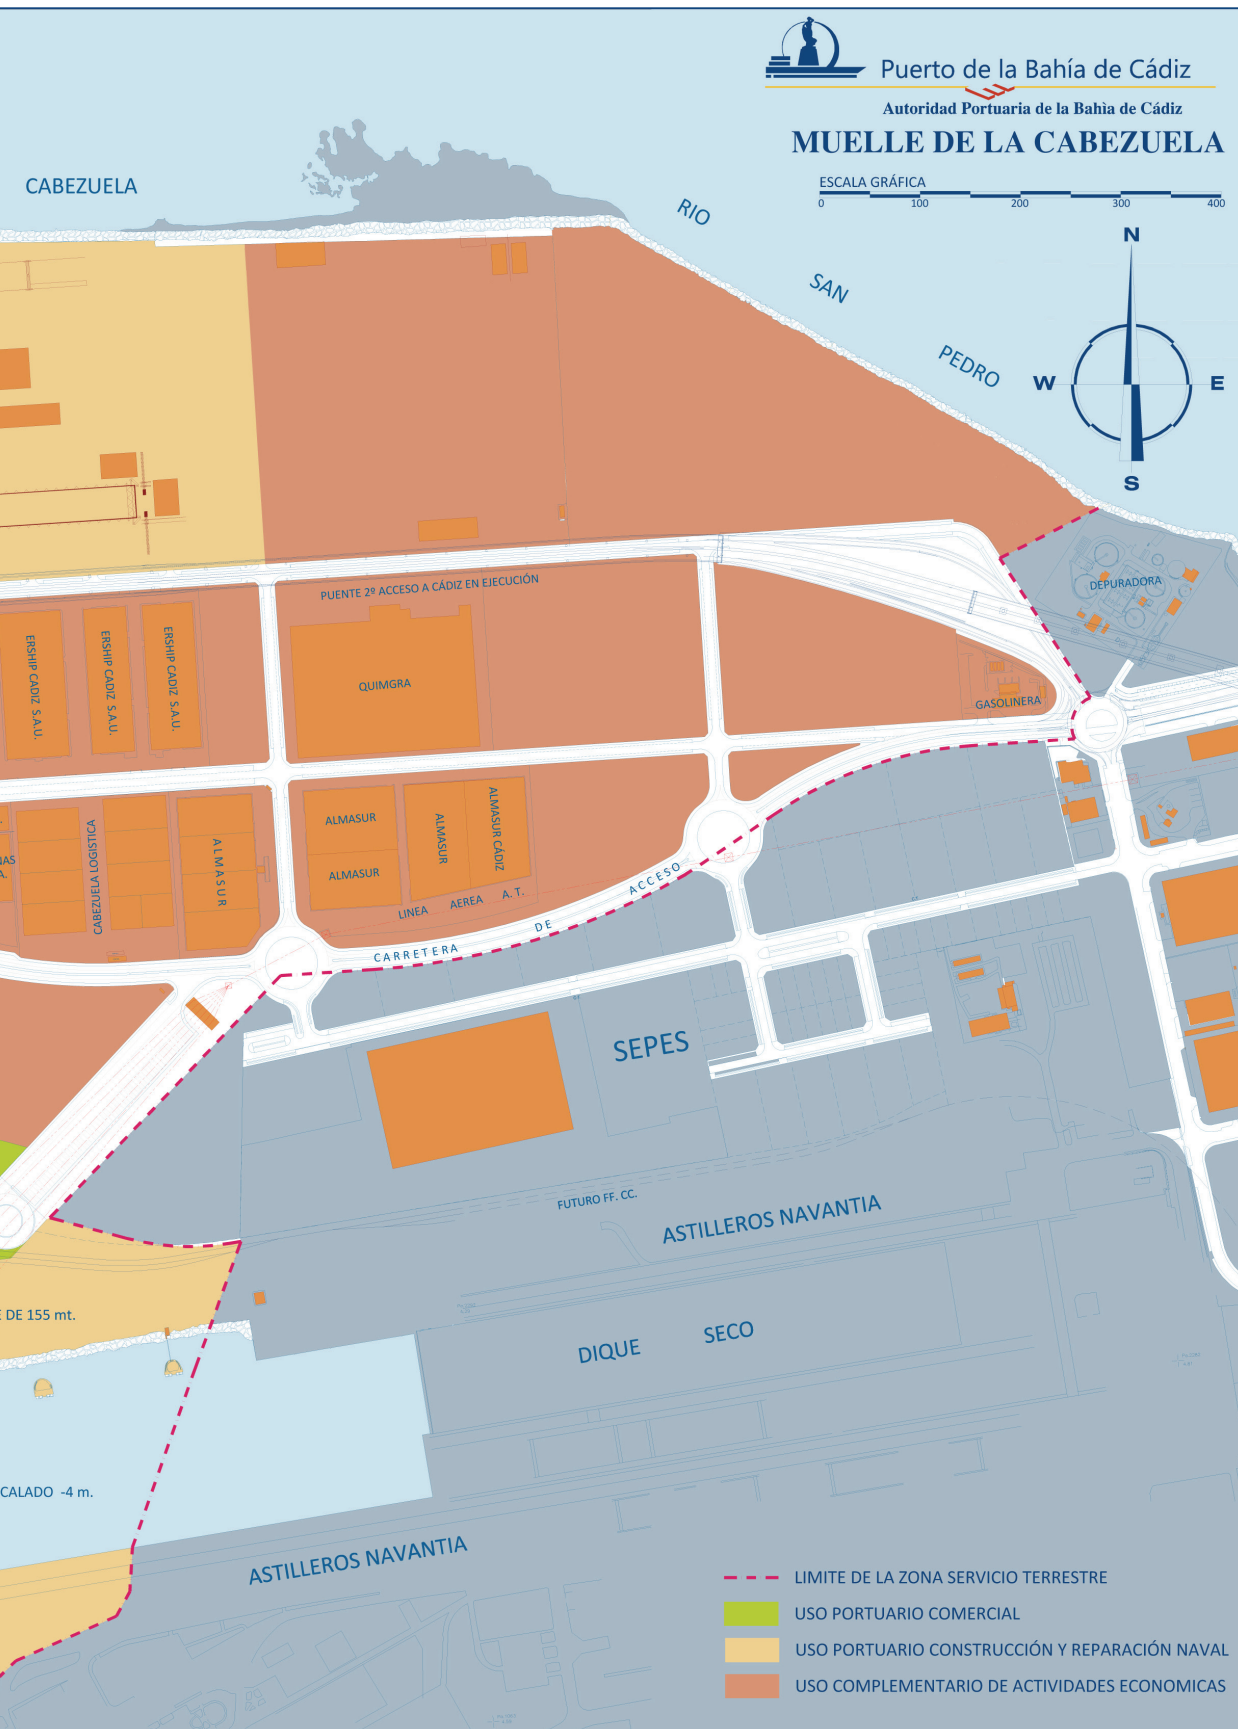 Puerto de la Bahía de Cádiz
Autoridad Portuaria de la Bahìa de Cádiz
MUELLE DE LA CABEZUELA
ESCALA GRÁFICA
0 100 200 300 400
CABEZUELA
RIO
SAN
PEDRO
N
W E
S
DEPURADORA
PUENTE 2º ACCESO A CÁDIZ EN EJECUCIÓN
ERSHIP CADIZ S.A.U.
ERSHIP CADIZ S.A.U.
ERSHIP CADIZ S.A.U.
QUIMGRA
GASOLINERA
ALMASUR
ALMASUR
ALMASUR
ALMASUR CÁDIZ
CABEZUELA LOGISTICA
ALMASUR
NAS
A.
LINEA AEREA A. T.
CARRETERA DE ACCESO
SEPES
FUTURO FF. CC.
ASTILLEROS NAVANTIA
DIQUE SECO
E DE 155 mt.
CALADO -4 m.
ASTILLEROS NAVANTIA
LIMITE DE LA ZONA SERVICIO TERRESTRE
USO PORTUARIO COMERCIAL
USO PORTUARIO CONSTRUCCIÓN Y REPARACIÓN NAVAL
USO COMPLEMENTARIO DE ACTIVIDADES ECONOMICAS